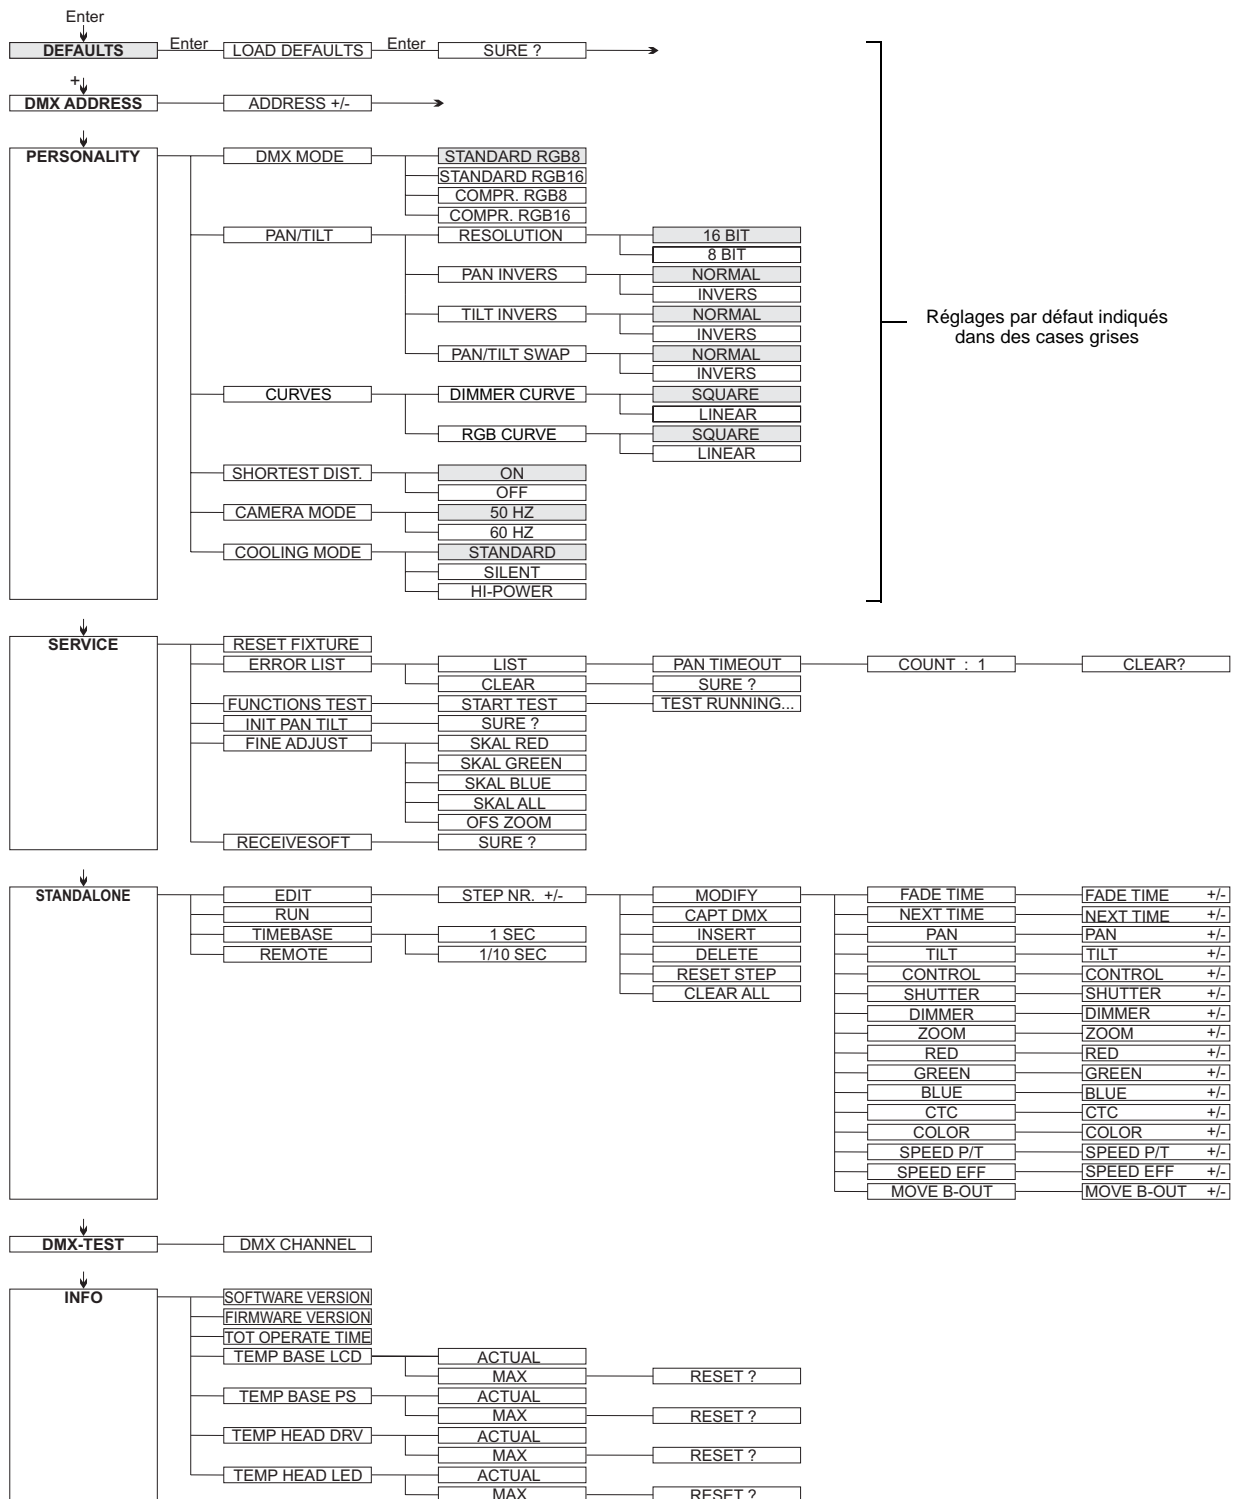 Enter
DEFAULTS Enter LOAD DEFAULTS Enter SURE ?
+
DMX ADDRESS ADDRESS +/-
PERSONALITY DMX MODE STANDARD RGB8
STANDARD RGB16
COMPR. RGB8
COMPR. RGB16
PAN/TILT RESOLUTION 16 BIT
8 BIT
PAN INVERS NORMAL
INVERS
TILT INVERS NORMAL
INVERS
PAN/TILT SWAP NORMAL
INVERS
CURVES DIMMER CURVE SQUARE
LINEAR
RGB CURVE SQUARE
LINEAR
SHORTEST DIST. ON
OFF
CAMERA MODE 50 HZ
60 HZ
COOLING MODE STANDARD
SILENT
HI-POWER
Réglages par défaut indiqués
dans des cases grises
SERVICE RESET FIXTURE
ERROR LIST LIST PAN TIMEOUT COUNT : 1 CLEAR?
CLEAR SURE ?
FUNCTIONS TEST START TEST TEST RUNNING...
INIT PAN TILT SURE ?
FINE ADJUST SKAL RED
SKAL GREEN
SKAL BLUE
SKAL ALL
OFS ZOOM
RECEIVESOFT SURE ?
STANDALONE EDIT STEP NR. +/- MODIFY FADE TIME FADE TIME +/-
RUN CAPT DMX NEXT TIME NEXT TIME +/-
TIMEBASE 1 SEC INSERT PAN PAN +/-
REMOTE 1/10 SEC DELETE TILT TILT +/-
RESET STEP CONTROL CONTROL +/-
CLEAR ALL SHUTTER SHUTTER +/-
DIMMER DIMMER +/-
ZOOM ZOOM +/-
RED RED +/-
GREEN GREEN +/-
BLUE BLUE +/-
CTC CTC +/-
COLOR COLOR +/-
SPEED P/T SPEED P/T +/-
SPEED EFF SPEED EFF +/-
MOVE B-OUT MOVE B-OUT +/-
DMX-TEST DMX CHANNEL
INFO SOFTWARE VERSION
FIRMWARE VERSION
TOT OPERATE TIME
TEMP BASE LCD ACTUAL
MAX RESET ?
TEMP BASE PS ACTUAL
MAX RESET ?
TEMP HEAD DRV ACTUAL
MAX RESET ?
TEMP HEAD LED ACTUAL
MAX RESET ?